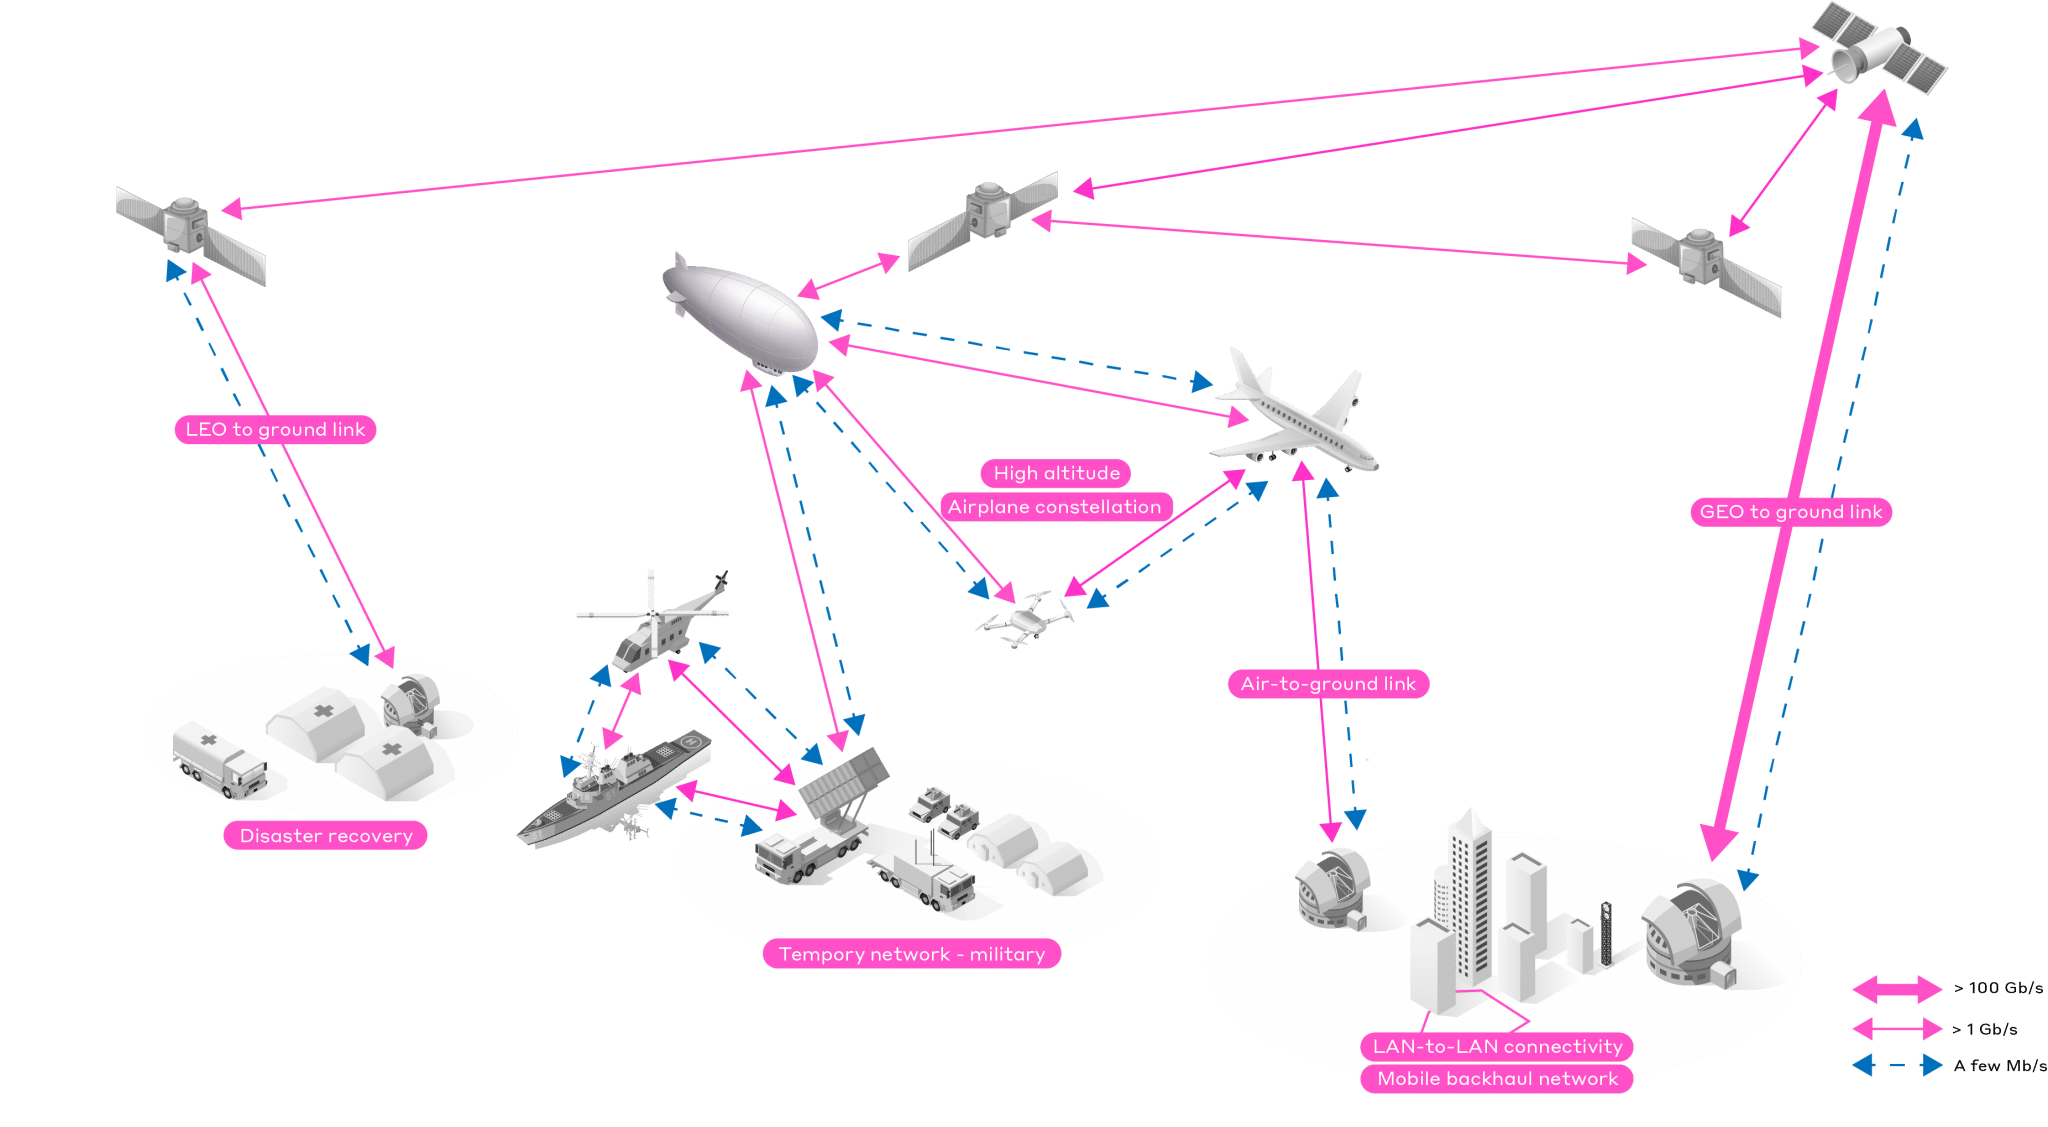 LEO to ground link
High altitude
Airplane constellation
GEO to ground link
Air-to-ground link
Disaster recovery
Tempory network - military
LAN-to-LAN connectivity
Mobile backhaul network
> 100 Gb/s
> 1 Gb/s
A few Mb/s
H